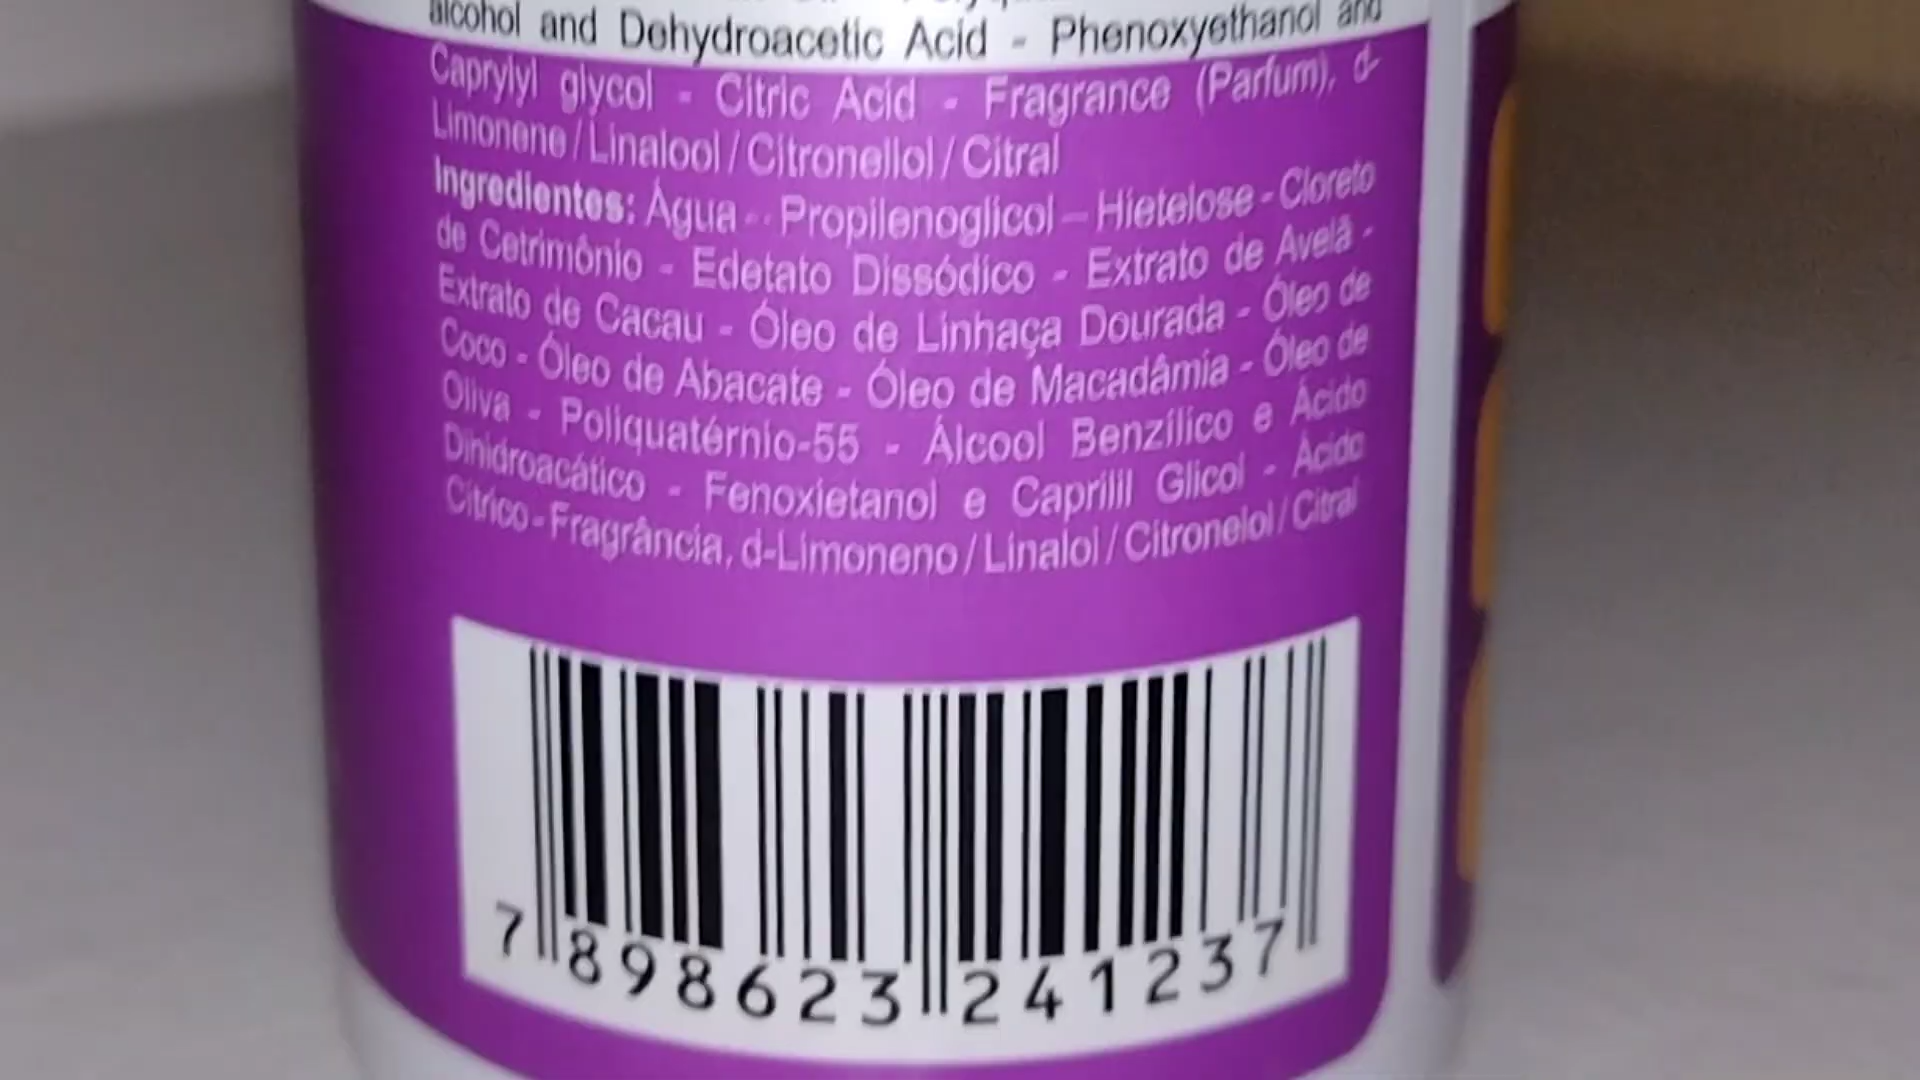 alcohol and Dehydroacetic Acid - Phenoxyethanol and
Caprylyl glycol - Citric Acid - Fragrance (Parfum), d-
Limonene / Linalool / Citronellol / Citral
Ingredientes: Água - Propilenoglicol - Hietelose - Cloreto
de Cetrimônio - Edetato Dissódico - Extrato de Avelã -
Extrato de Cacau - Óleo de Linhaça Dourada - Óleo de
Coco - Óleo de Abacate - Óleo de Macadâmia - Óleo de
Oliva - Poliquatérnio-55 - Álcool Benzílico e Ácido
Dihidroacático - Fenoxietanol e Caprilil Glicol - Ácido
Cítrico - Fragrância, d-Limoneno / Linalol / Citronelol / Citral
7 898623 241237